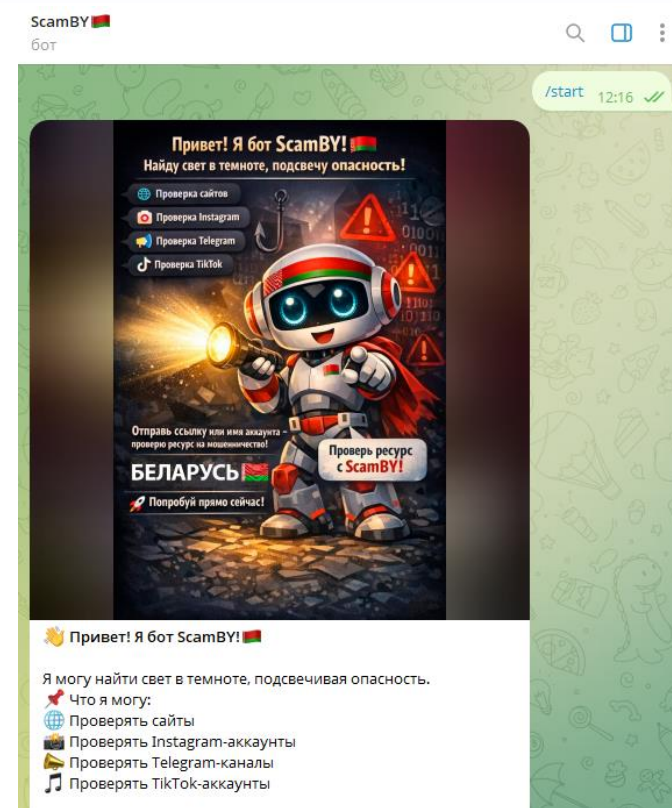 ScamBY🇧🇾
бот
/start 12:16
Привет! Я бот ScamBY!🇧🇾
Найду свет в темноте, подсвечу опасность!
Проверка сайтов
Проверка Instagram
Проверка Telegram
Проверка TikTok
Отправь ссылку или имя аккаунта –
проверю ресурс на мошенничество!
БЕЛАРУСЬ🇧🇾
🚀 Попробуй прямо сейчас!
Проверь ресурс
с ScamBY!
👋 Привет! Я бот ScamBY!🇧🇾
Я могу найти свет в темноте, подсвечивая опасность.
📌 Что я могу:
🌐 Проверять сайты
📸 Проверять Instagram-аккаунты
📣 Проверять Telegram-каналы
🎵 Проверять TikTok-аккаунты